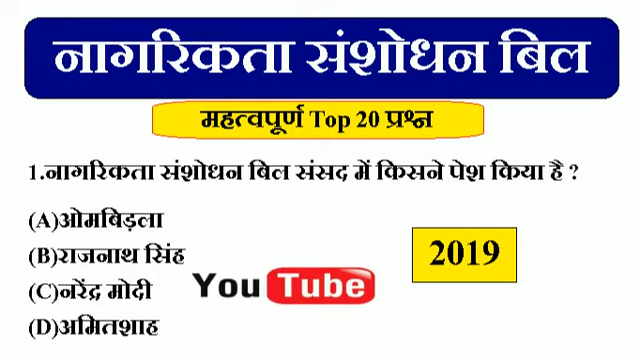 नागरिकता संशोधन बिल
महत्वपूर्ण Top 20 प्रश्न
1.नागरिकता संशोधन बिल संसद में किसने पेश किया है ?
(A)ओमबिड़ला
(B)राजनाथ सिंह
(C)नरेंद्र मोदी
(D)अमितशाह
2019
YouTube